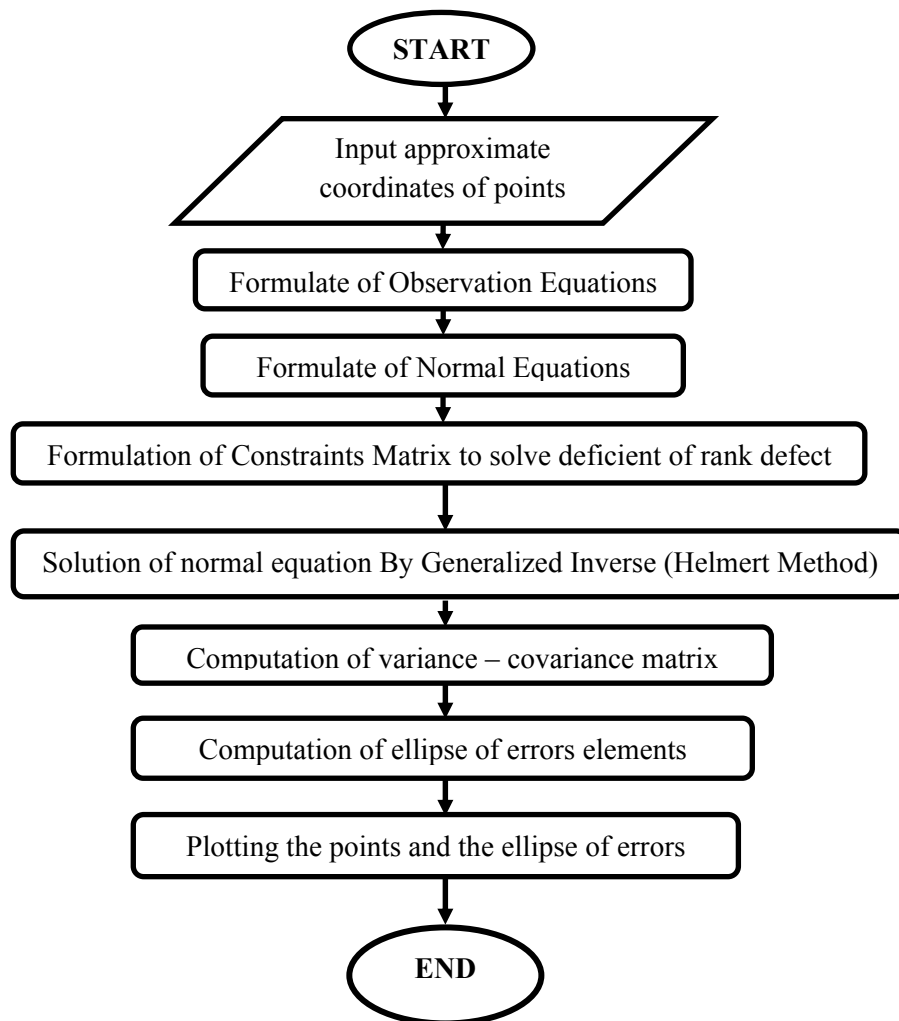 START
Input approximate
coordinates of points
Formulate of Observation Equations
Formulate of Normal Equations
Formulation of Constraints Matrix to solve deficient of rank defect
Solution of normal equation By Generalized Inverse (Helmert Method)
Computation of variance – covariance matrix
Computation of ellipse of errors elements
Plotting the points and the ellipse of errors
END